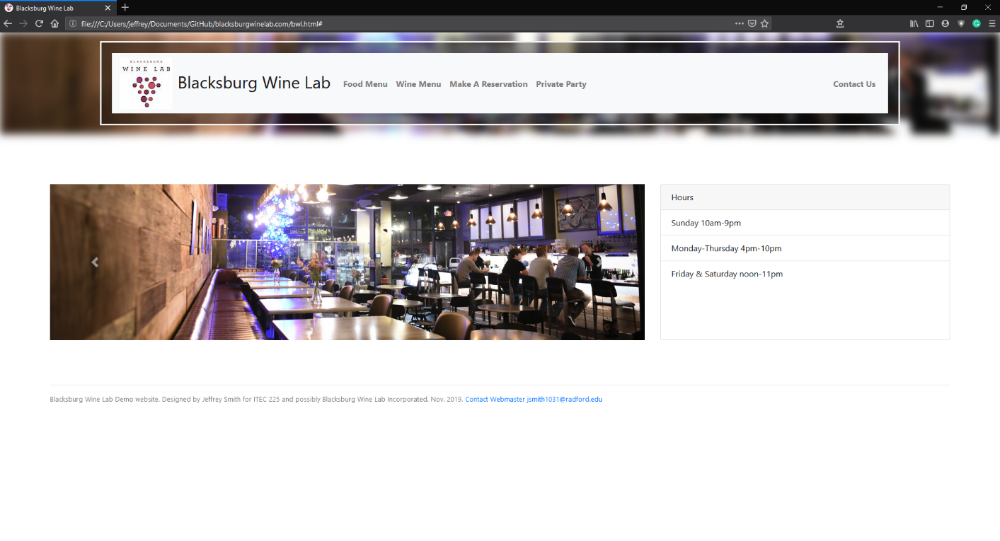 Blacksburg Wine Lab
file:///C:/Users/jeffrey/Documents/GitHub/blacksburgwinelab.com/bwl.html#
BLACKSBURG
WINE LAB
Blacksburg Wine Lab
Food Menu
Wine Menu
Make A Reservation
Private Party
Contact Us
Hours
Sunday 10am-9pm
Monday-Thursday 4pm-10pm
Friday & Saturday noon-11pm
Blacksburg Wine Lab Demo website. Designed by Jeffrey Smith for ITEC 225 and possibly Blacksburg Wine Lab Incorporated. Nov. 2019. Contact Webmaster jsmith1031@radford.edu